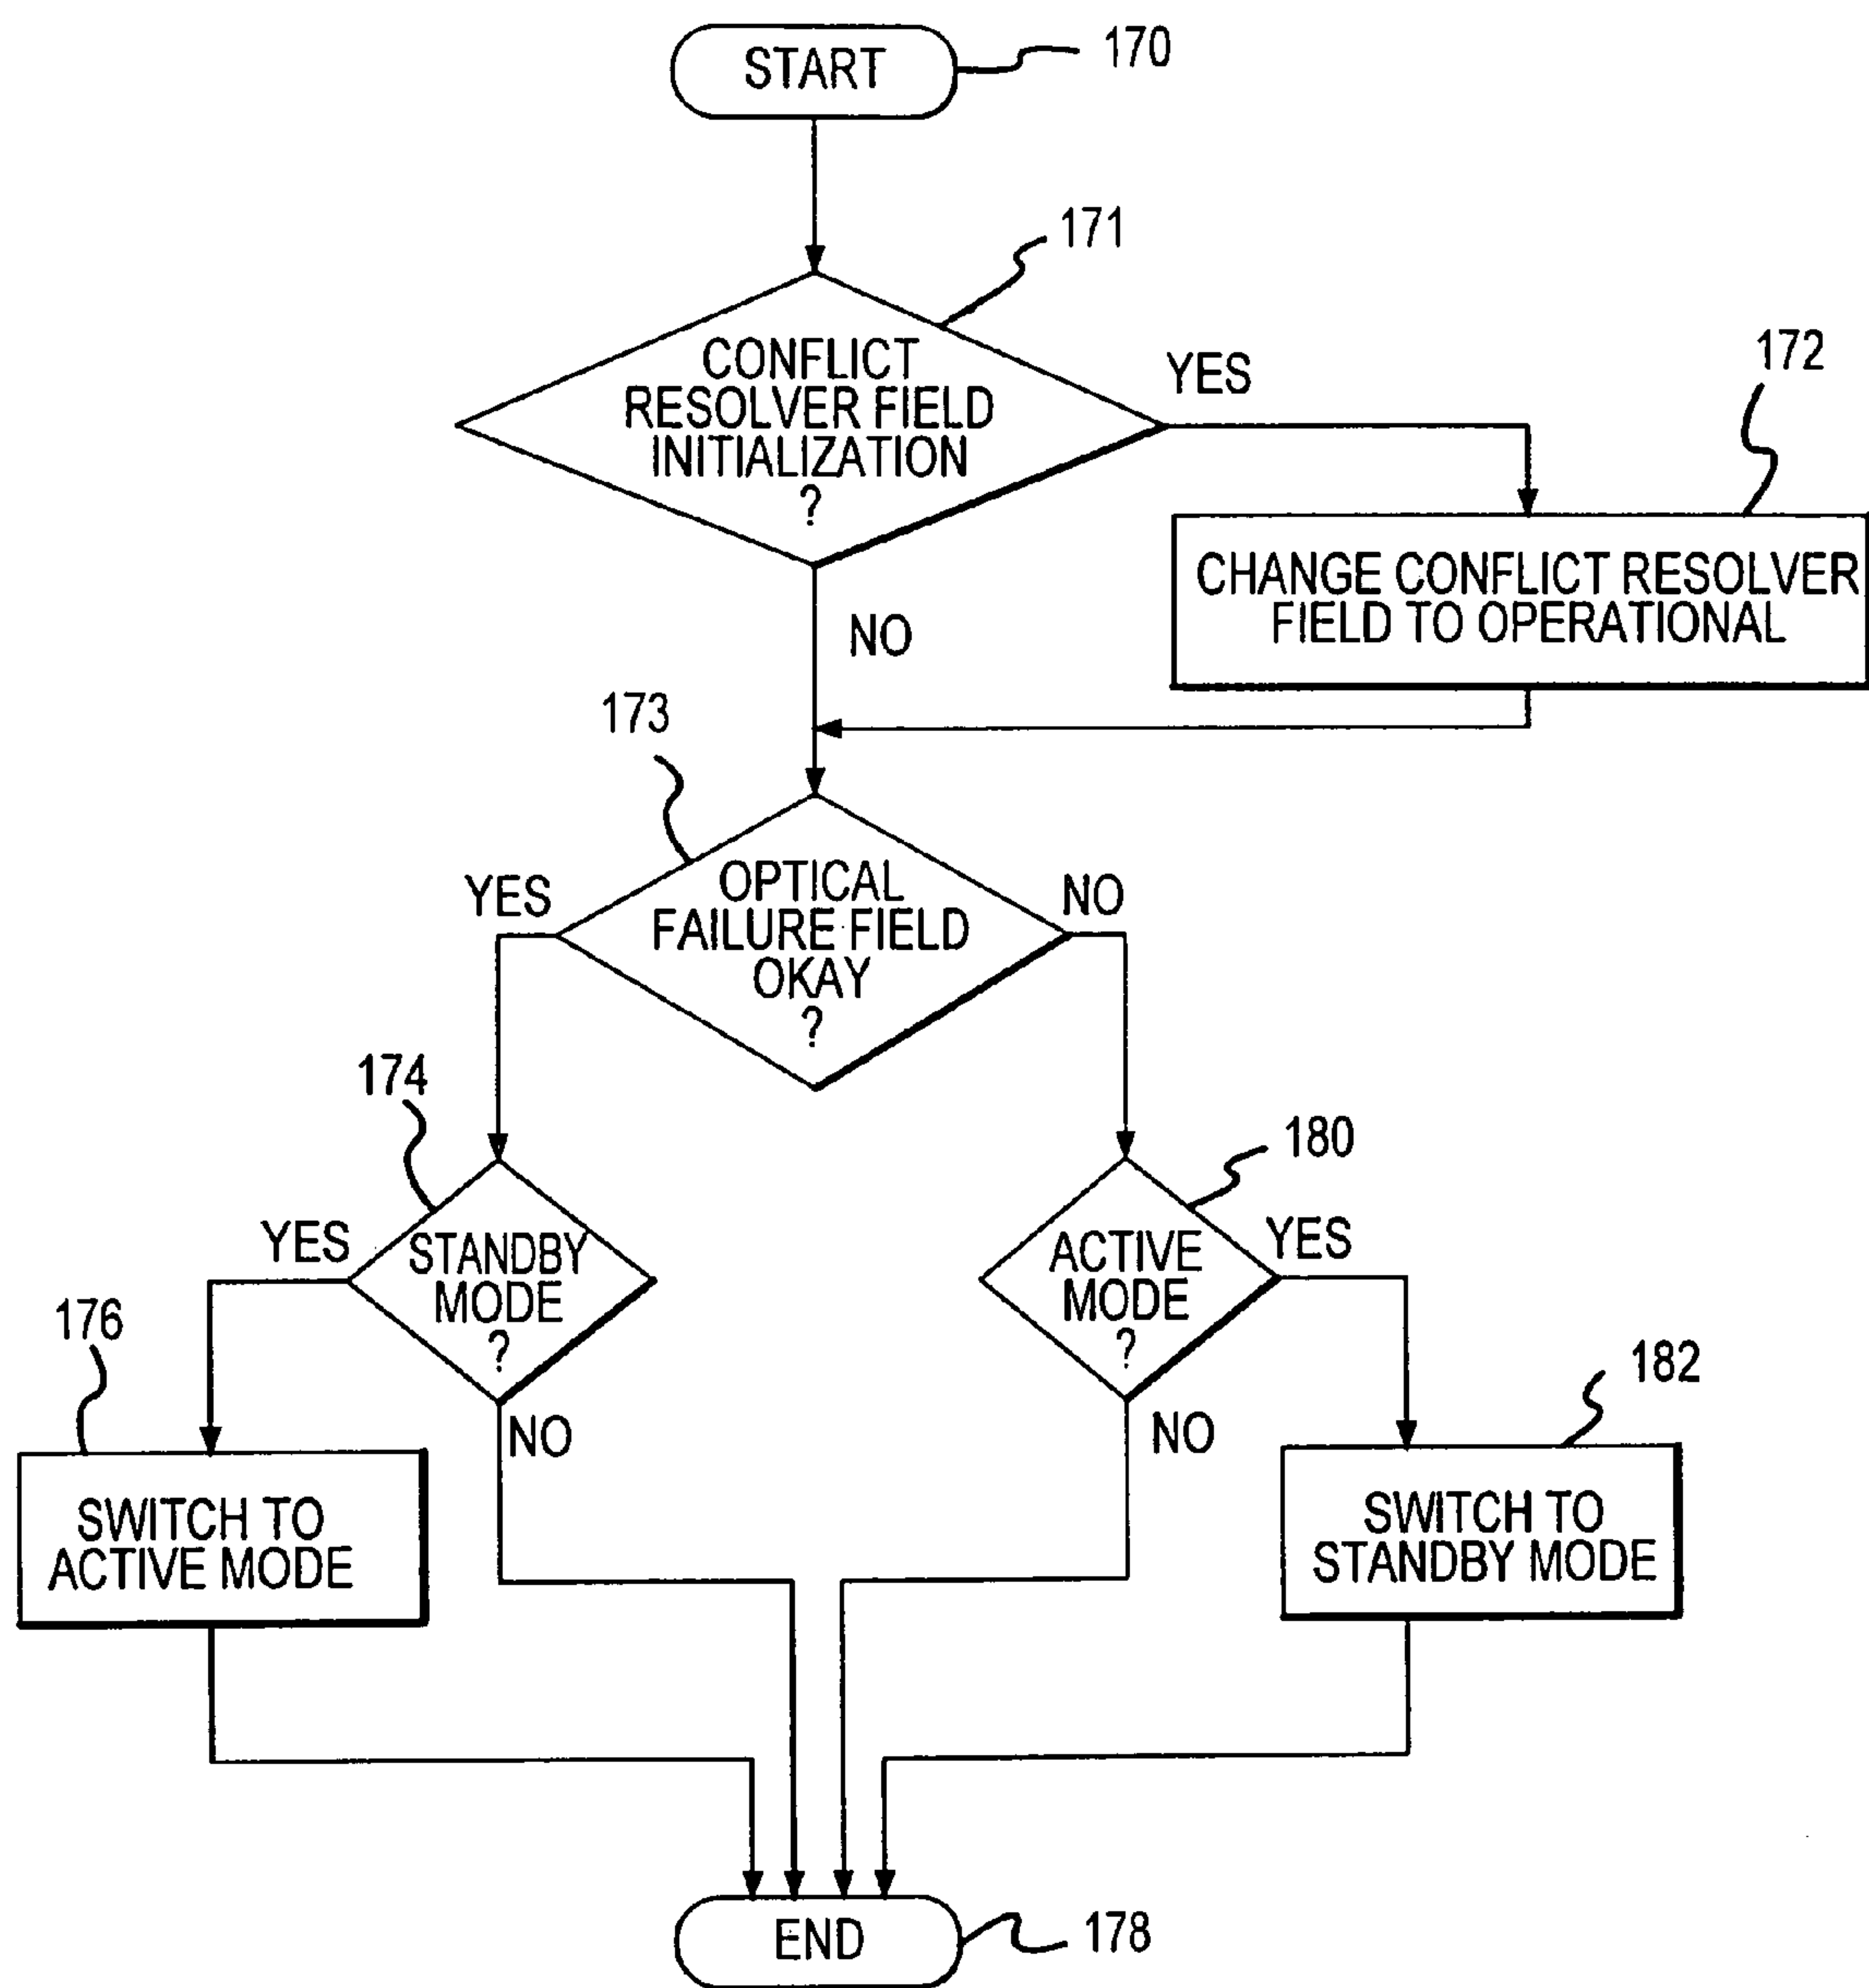 START
170
171
CONFLICT
RESOLVER FIELD
INITIALIZATION
?
YES
172
CHANGE CONFLICT RESOLVER
FIELD TO OPERATIONAL
NO
173
YES
OPTICAL
FAILURE FIELD
OKAY
?
NO
174
180
YES
STANDBY
MODE
?
ACTIVE
MODE
?
YES
176
182
NO
NO
SWITCH TO
ACTIVE MODE
SWITCH TO
STANDBY MODE
END
178